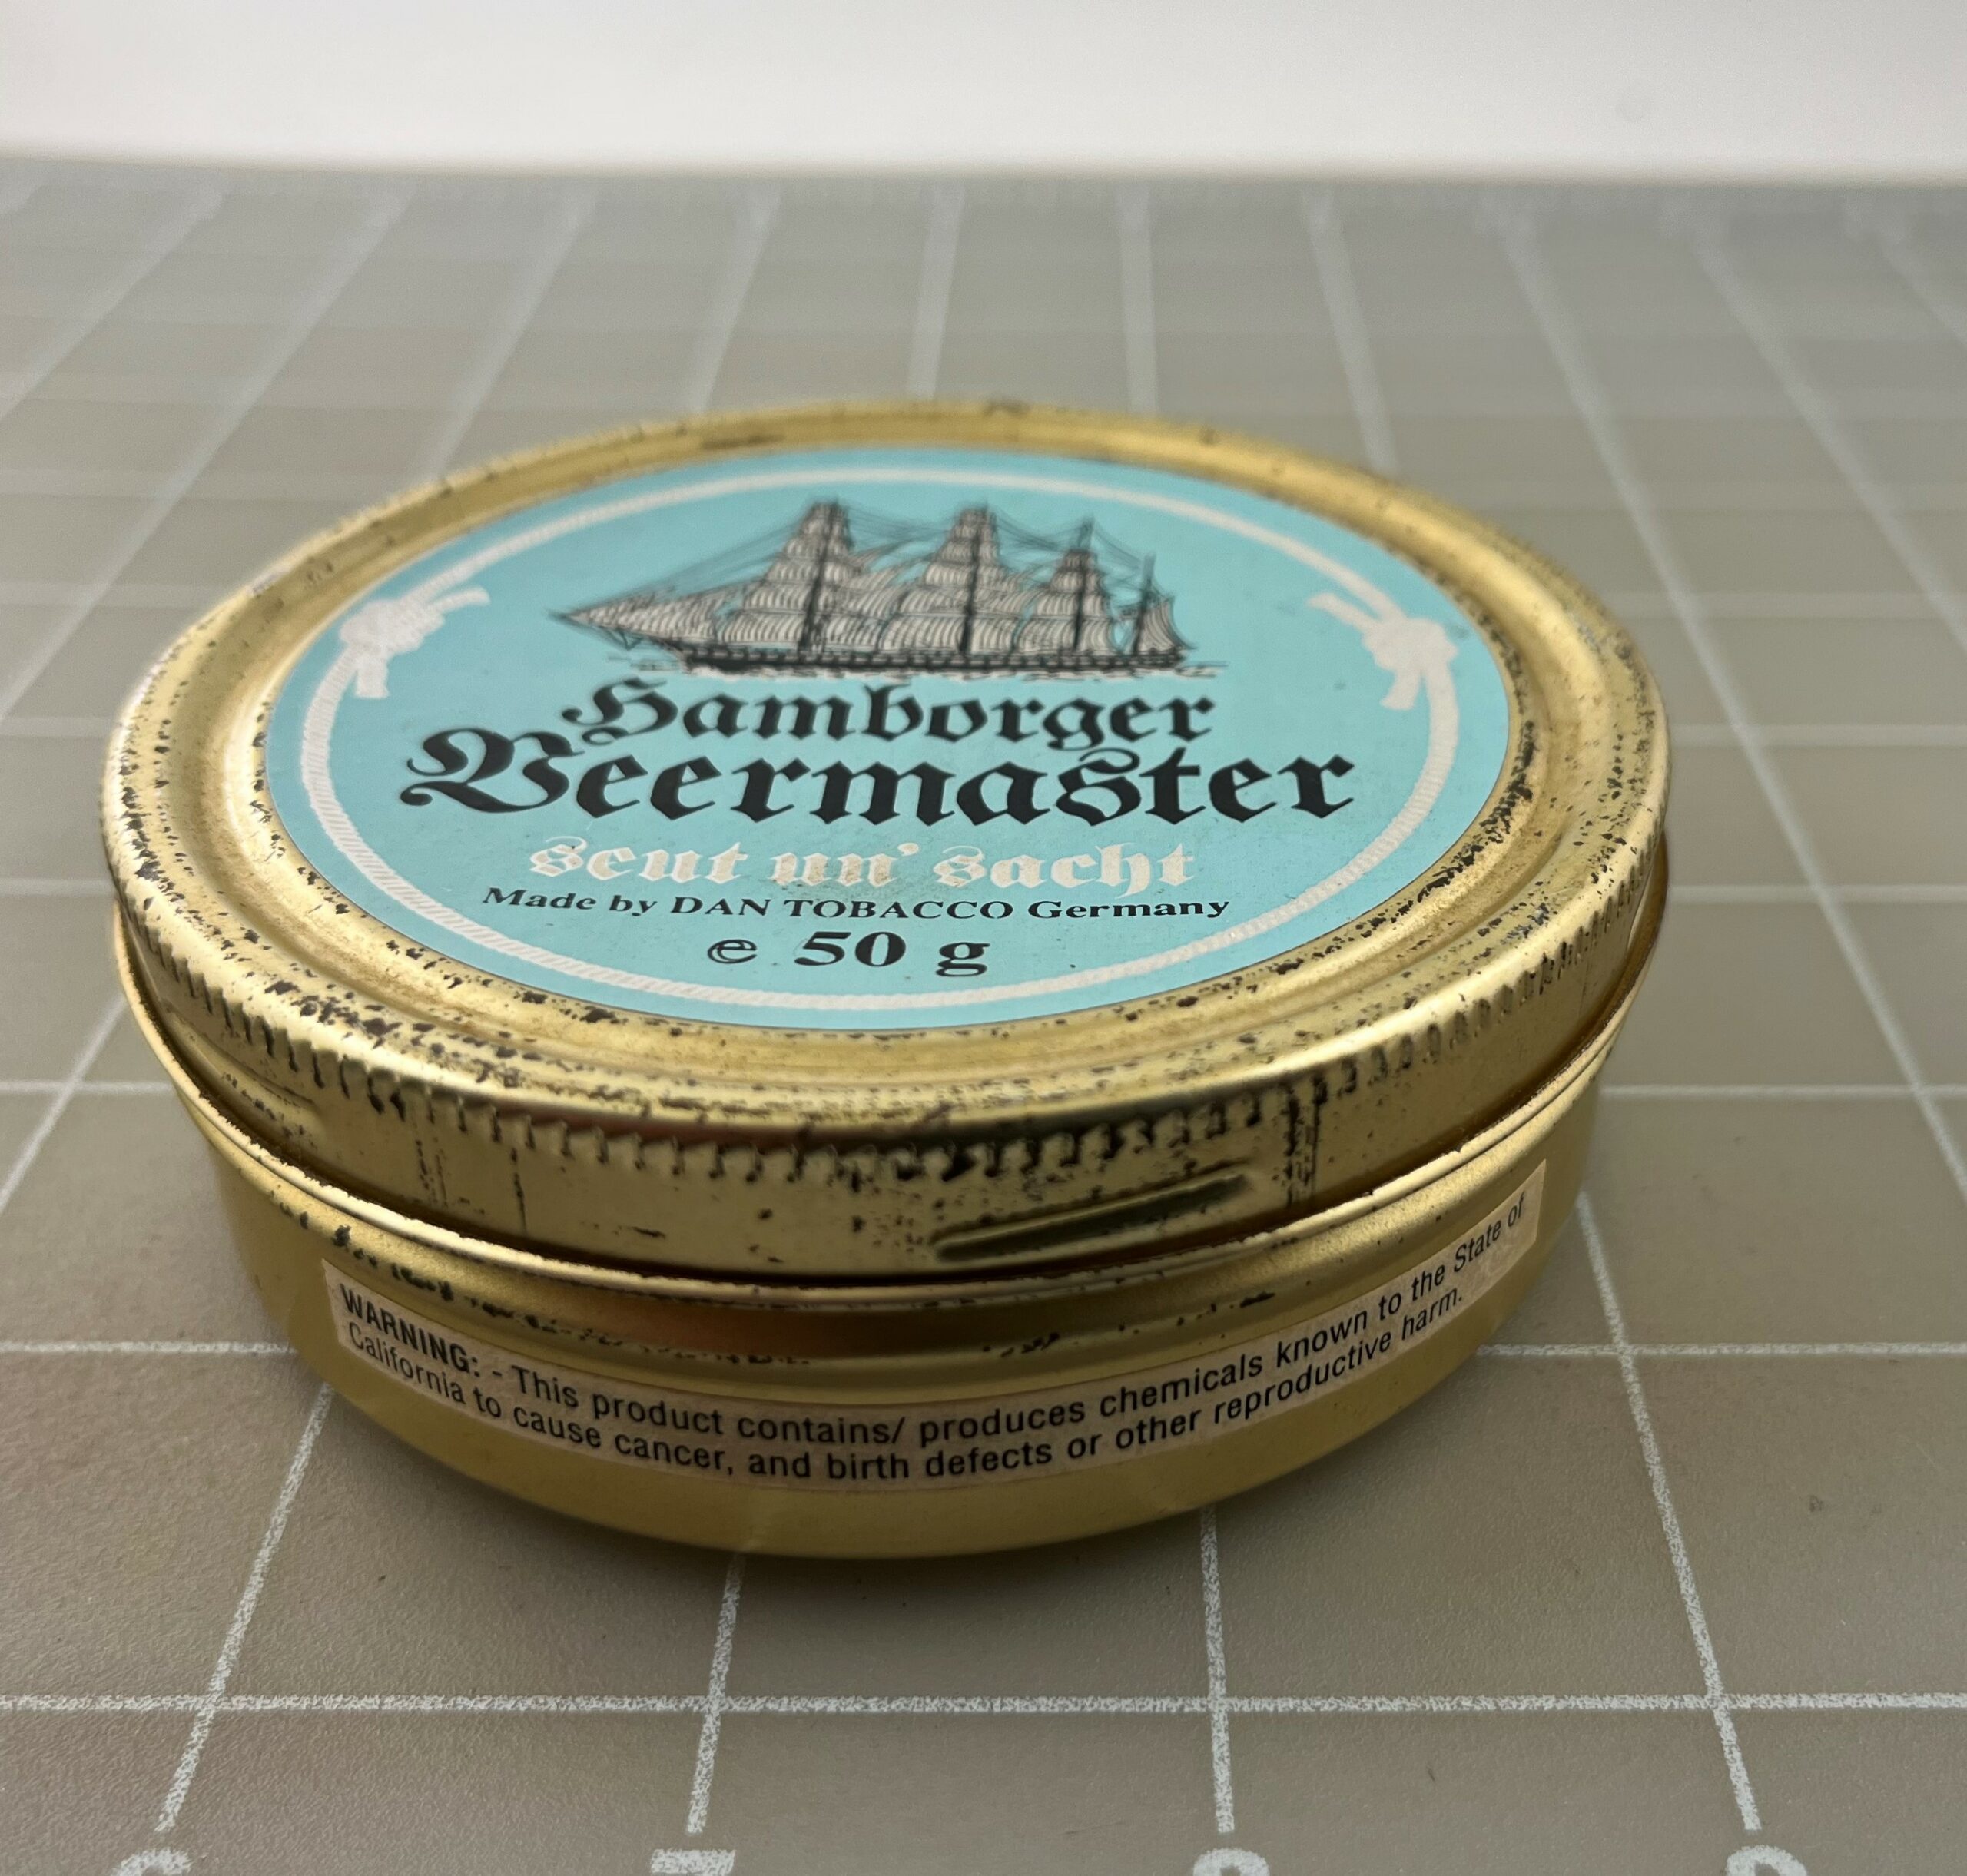 Hamborger
Veermaster
seut un' sacht
Made by DAN TOBACCO Germany
℮ 50 g
WARNING: - This product contains/ produces chemicals known to the State of
California to cause cancer, and birth defects or other reproductive harm.
7